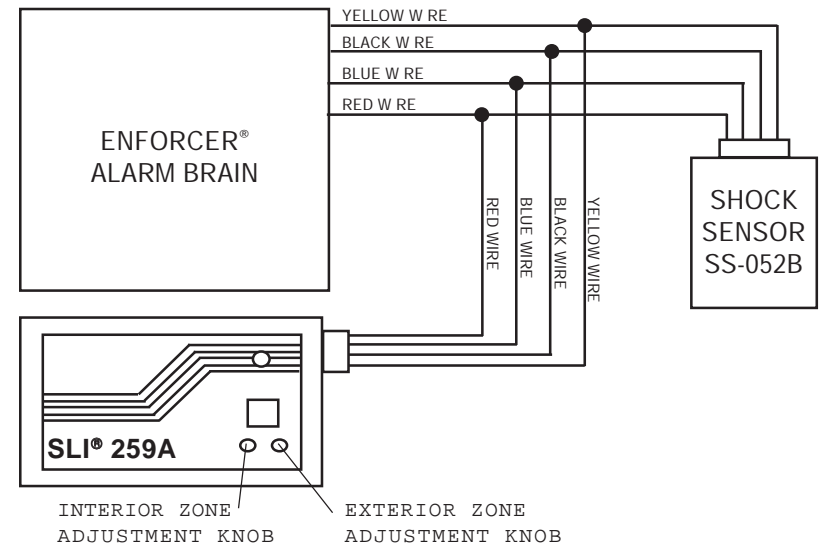 YELLOW W RE
BLACK W RE
BLUE W RE
RED W RE
ENFORCER®
ALARM BRAIN
RED WIRE
BLUE WIRE
BLACK WIRE
YELLOW WIRE
SHOCK
SENSOR
SS-052B
SLI® 259A
INTERIOR ZONE
ADJUSTMENT KNOB
EXTERIOR ZONE
ADJUSTMENT KNOB